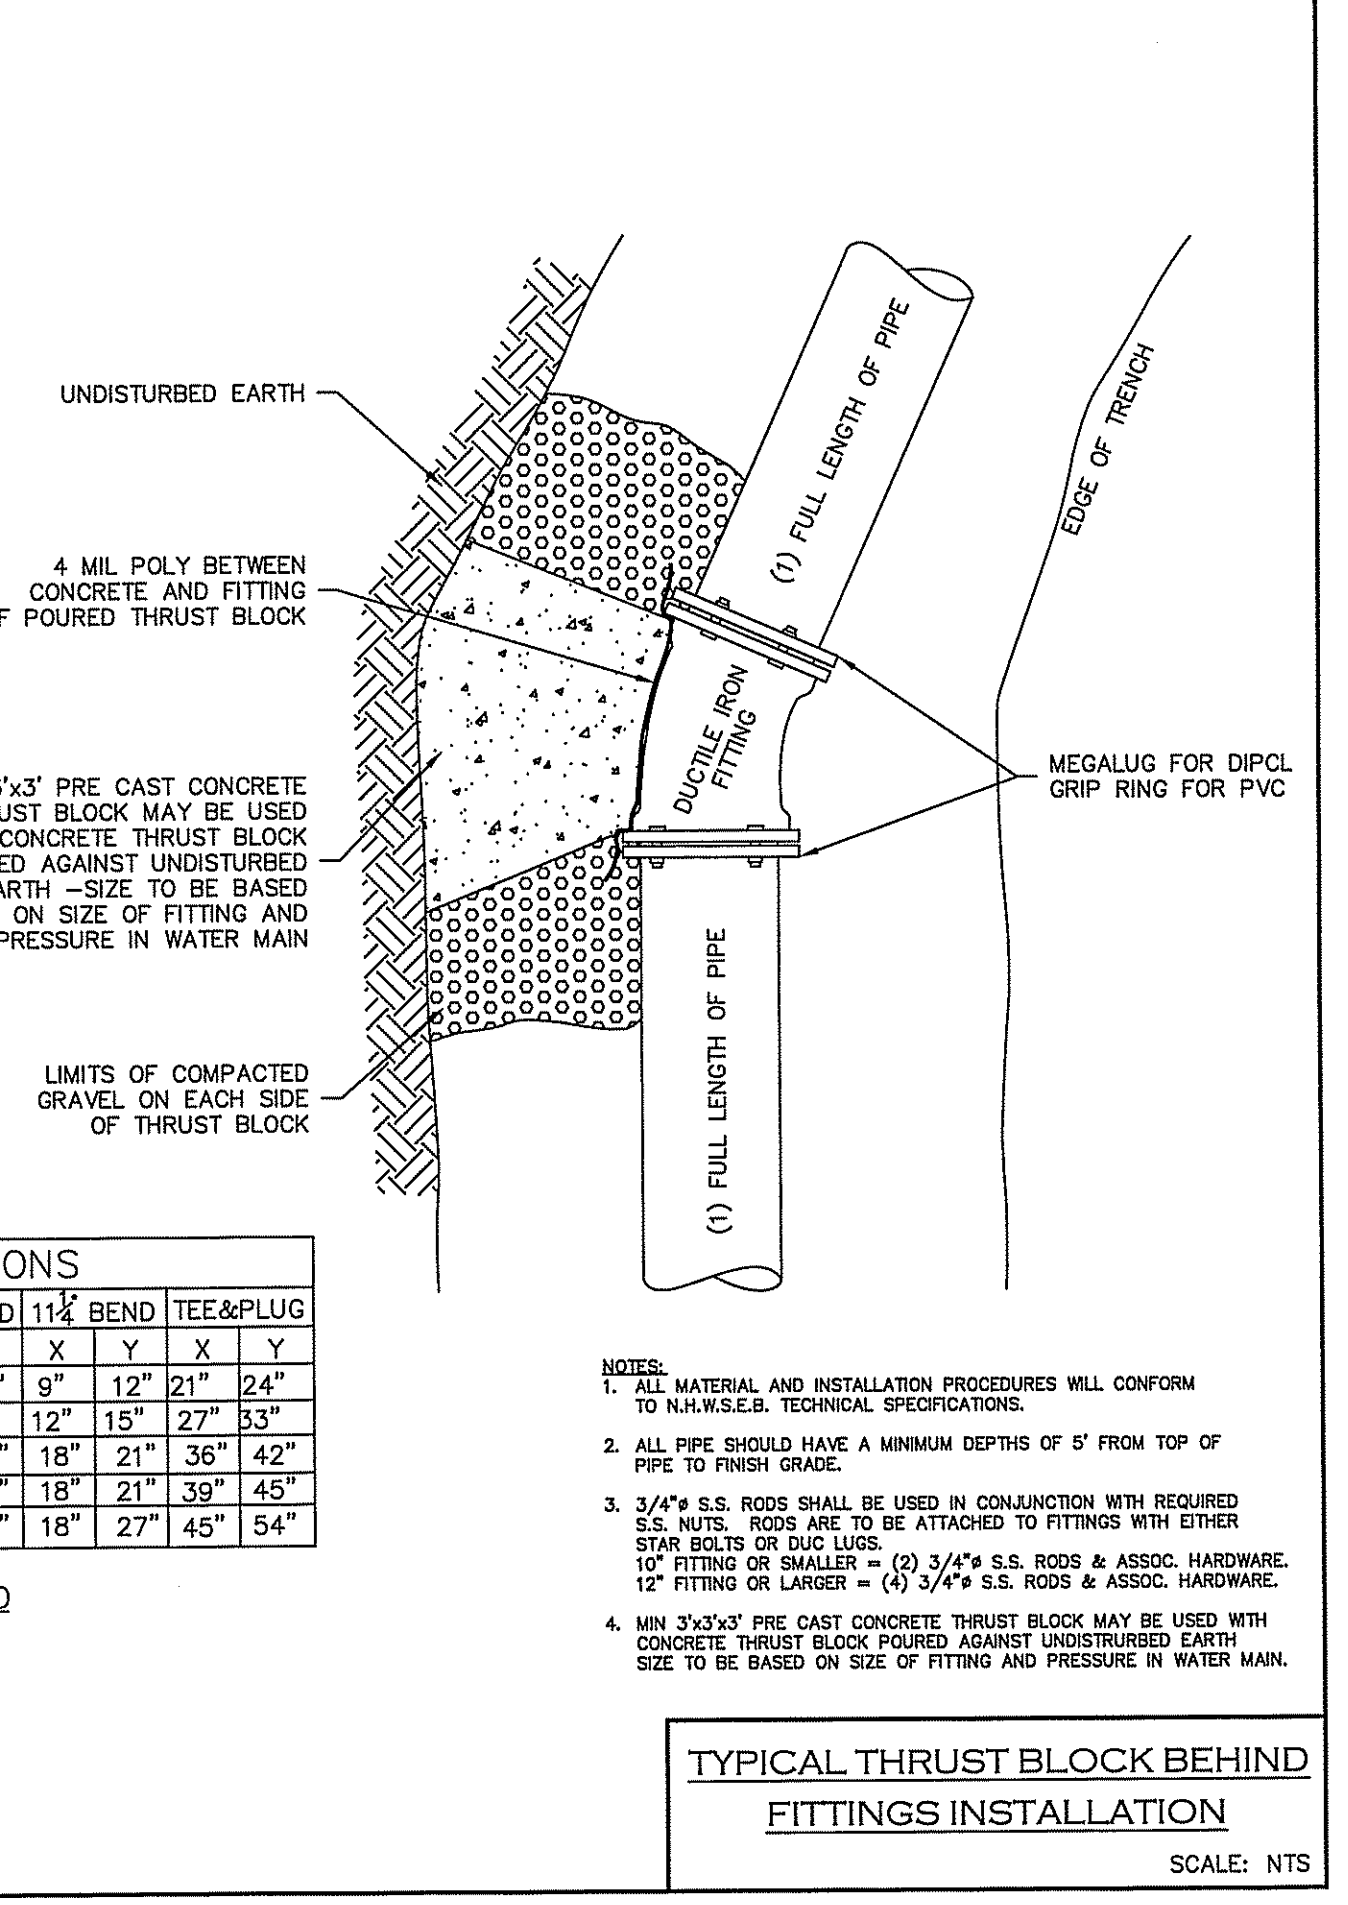 UNDISTURBED EARTH
4 MIL POLY BETWEEN
CONCRETE AND FITTING
F POURED THRUST BLOCK
'x3' PRE CAST CONCRETE
UST BLOCK MAY BE USED
CONCRETE THRUST BLOCK
ED AGAINST UNDISTURBED
ARTH -SIZE TO BE BASED
ON SIZE OF FITTING AND
PRESSURE IN WATER MAIN
LIMITS OF COMPACTED
GRAVEL ON EACH SIDE
OF THRUST BLOCK
(1) FULL LENGTH OF PIPE
EDGE OF TRENCH
DUCTILE IRON
FITTING
MEGALUG FOR DIPCL
GRIP RING FOR PVC
(1) FULL LENGTH OF PIPE
ONS
D 11¼° BEND TEE&PLUG
X Y X Y
" 9" 12" 21" 24"
12" 15" 27" 33"
" 18" 21" 36" 42"
" 18" 21" 39" 45"
" 18" 27" 45" 54"
D
NOTES:
1. ALL MATERIAL AND INSTALLATION PROCEDURES WILL CONFORM
TO N.H.W.S.E.B. TECHNICAL SPECIFICATIONS.
2. ALL PIPE SHOULD HAVE A MINIMUM DEPTHS OF 5' FROM TOP OF
PIPE TO FINISH GRADE.
3. 3/4"ø S.S. RODS SHALL BE USED IN CONJUNCTION WITH REQUIRED
S.S. NUTS. RODS ARE TO BE ATTACHED TO FITTINGS WITH EITHER
STAR BOLTS OR DUC LUGS.
10" FITTING OR SMALLER = (2) 3/4"ø S.S. RODS & ASSOC. HARDWARE.
12" FITTING OR LARGER = (4) 3/4"ø S.S. RODS & ASSOC. HARDWARE.
4. MIN 3'x3'x3' PRE CAST CONCRETE THRUST BLOCK MAY BE USED WITH
CONCRETE THRUST BLOCK POURED AGAINST UNDISTRURBED EARTH
SIZE TO BE BASED ON SIZE OF FITTING AND PRESSURE IN WATER MAIN.
TYPICAL THRUST BLOCK BEHIND
FITTINGS INSTALLATION
SCALE: NTS